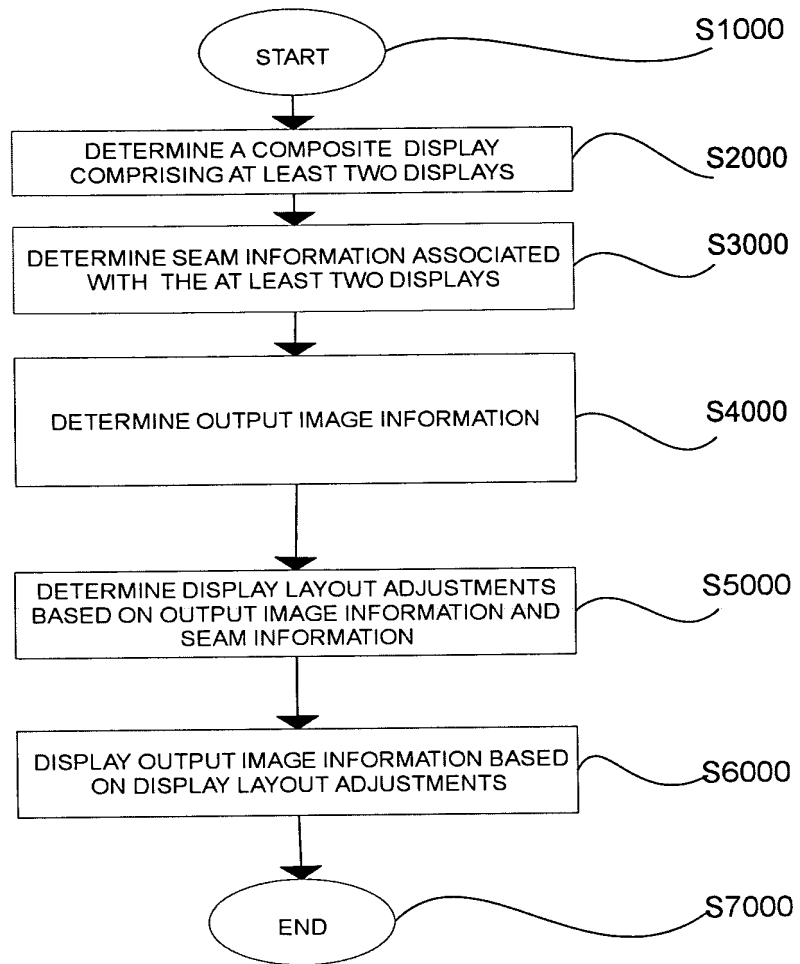 START
S1000
DETERMINE A COMPOSITE DISPLAY
COMPRISING AT LEAST TWO DISPLAYS
S2000
DETERMINE SEAM INFORMATION ASSOCIATED
WITH THE AT LEAST TWO DISPLAYS
S3000
DETERMINE OUTPUT IMAGE INFORMATION
S4000
DETERMINE DISPLAY LAYOUT ADJUSTMENTS
BASED ON OUTPUT IMAGE INFORMATION AND
SEAM INFORMATION
S5000
DISPLAY OUTPUT IMAGE INFORMATION BASED
ON DISPLAY LAYOUT ADJUSTMENTS
S6000
END
S7000